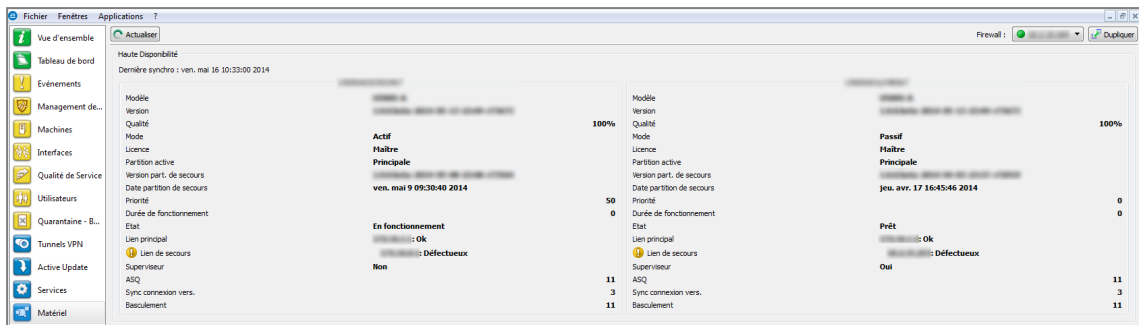 Fichier Fenêtres Applications ?
Actualiser
Firewall :
Dupliquer
Vue d'ensemble
Tableau de bord
Evénements
Management de...
Machines
Interfaces
Qualité de Service
Utilisateurs
Quarantaine - B...
Tunnels VPN
Active Update
Services
Matériel
Haute Disponibilité
Dernière synchro : ven. mai 16 10:33:00 2014
Modèle
Version
Qualité 100%
Mode Actif
Licence Maître
Partition active Principale
Version part. de secours
Date partition de secours ven. mai 9 09:30:40 2014
Priorité 50
Durée de fonctionnement 0
Etat En fonctionnement
Lien principal : Ok
Lien de secours : Défectueux
Superviseur Non
ASQ 11
Sync connexion vers. 3
Basculement 11
Modèle
Version
Qualité 100%
Mode Passif
Licence Maître
Partition active Principale
Version part. de secours
Date partition de secours jeu. avr. 17 16:45:46 2014
Priorité 0
Durée de fonctionnement 0
Etat Prêt
Lien principal : Ok
Lien de secours : Défectueux
Superviseur Oui
ASQ 11
Sync connexion vers. 3
Basculement 11